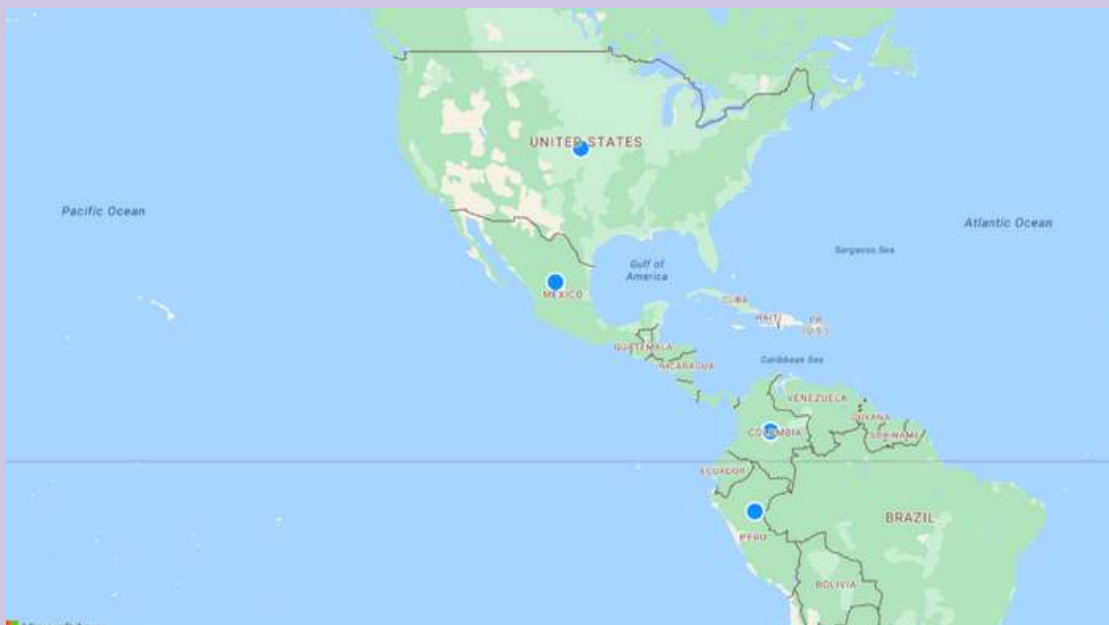 UNITED STATES
Pacific Ocean
Atlantic Ocean
Sargasso Sea
Gulf of
America
MEXICO
CUBA
HAITI
PR
(U.S.)
GUATEMALA
NICARAGUA
Caribbean Sea
VENEZUELA
GUYANA
COLOMBIA
SURINAME
ECUADOR
BRAZIL
PERU
BOLIVIA